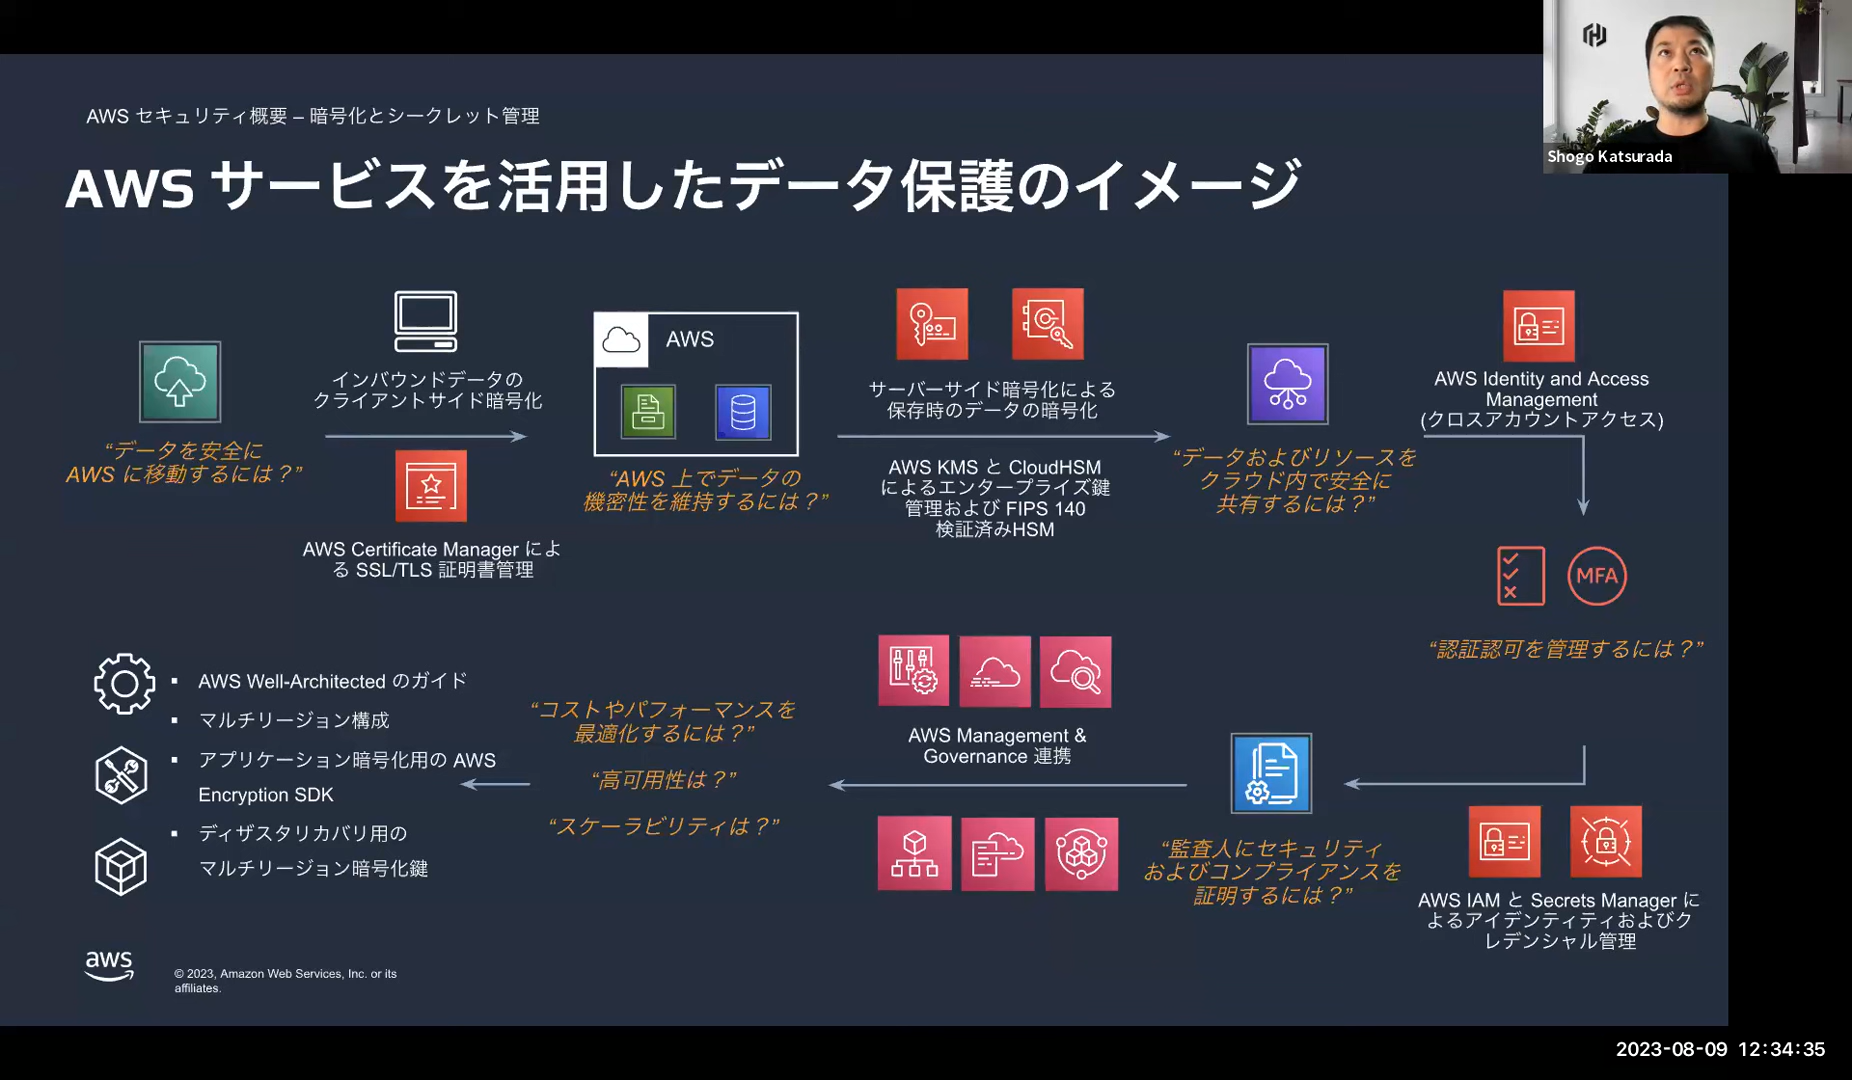 AWS セキュリティ概要 – 暗号化とシークレット管理
AWS サービスを活用したデータ保護のイメージ
Shogo Katsurada
“データを安全に
AWS に移動するには？”
インバウンドデータの
クライアントサイド暗号化
AWS Certificate Manager によ
る SSL/TLS 証明書管理
AWS
“AWS 上でデータの
機密性を維持するには？”
サーバーサイド暗号化による
保存時のデータの暗号化
AWS KMS と CloudHSM
によるエンタープライズ鍵
管理および FIPS 140
検証済みHSM
“データおよびリソースを
クラウド内で安全に
共有するには？”
AWS Identity and Access
Management
(クロスアカウントアクセス)
MFA
“認証認可を管理するには？”
AWS IAM と Secrets Manager に
よるアイデンティティおよびク
レデンシャル管理
“監査人にセキュリティ
およびコンプライアンスを
証明するには？”
AWS Management &
Governance 連携
“コストやパフォーマンスを
最適化するには？”
“高可用性は？”
“スケーラビリティは？”
▪ AWS Well-Architected のガイド
▪ マルチリージョン構成
▪ アプリケーション暗号化用の AWS
Encryption SDK
▪ ディザスタリカバリ用の
マルチリージョン暗号化鍵
aws
© 2023, Amazon Web Services, Inc. or its
affiliates.
2023-08-09 12:34:35